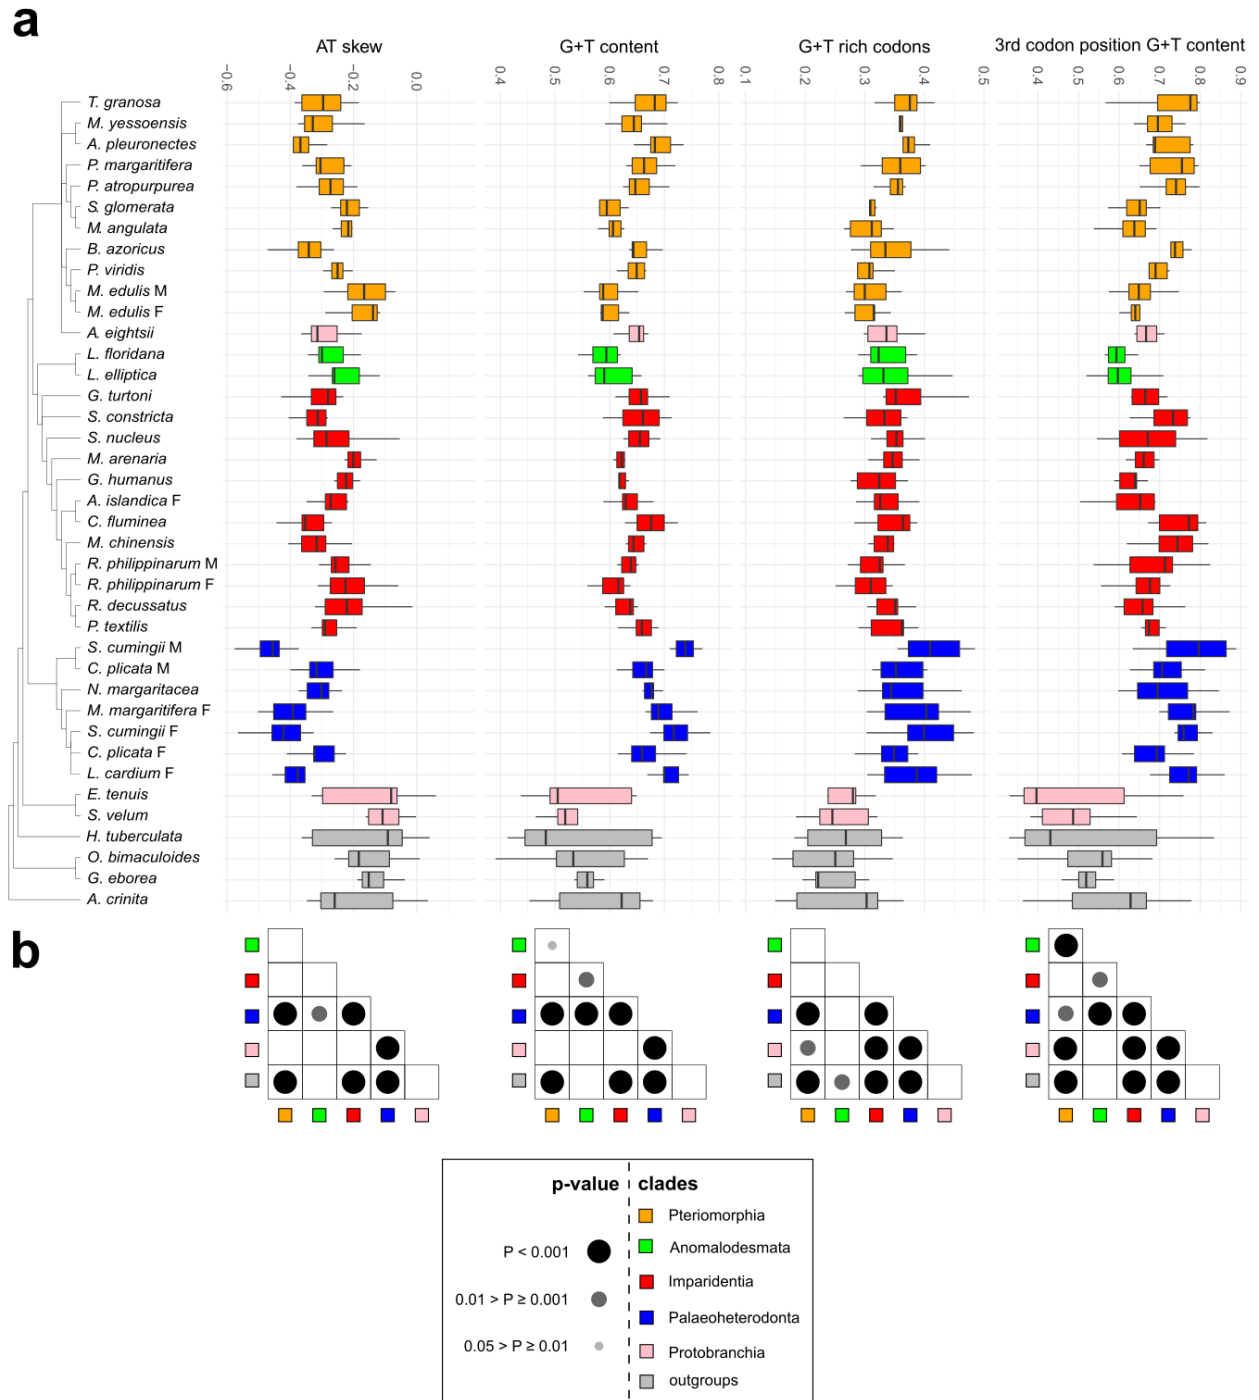 a
AT skew
G+T content
G+T rich codons
3rd codon position G+T content
-0.6 -0.4 -0.2 0.0
0.4 0.5 0.6 0.7 0.8
0.1 0.2 0.3 0.4 0.5
0.4 0.5 0.6 0.7 0.8 0.9
T. granosa
M. yessoensis
A. pleuronectes
P. margaritifera
P. atropurpurea
S. glomerata
M. angulata
B. azoricus
P. viridis
M. edulis M
M. edulis F
A. eightsii
L. floridana
L. elliptica
G. turtoni
S. constricta
S. nucleus
M. arenaria
G. humanus
A. islandica F
C. fluminea
M. chinensis
R. philippinarum M
R. philippinarum F
R. decussatus
P. textilis
S. cumingii M
C. plicata M
N. margaritacea
M. margaritifera F
S. cumingii F
C. plicata F
L. cardium F
E. tenuis
S. velum
H. tuberculata
O. bimaculoides
G. eborea
A. crinita
b
p-value
P < 0.001
0.01 > P ≥ 0.001
0.05 > P ≥ 0.01
clades
Pteriomorphia
Anomalodesmata
Imparidentia
Palaeoheterodonta
Protobranchia
outgroups